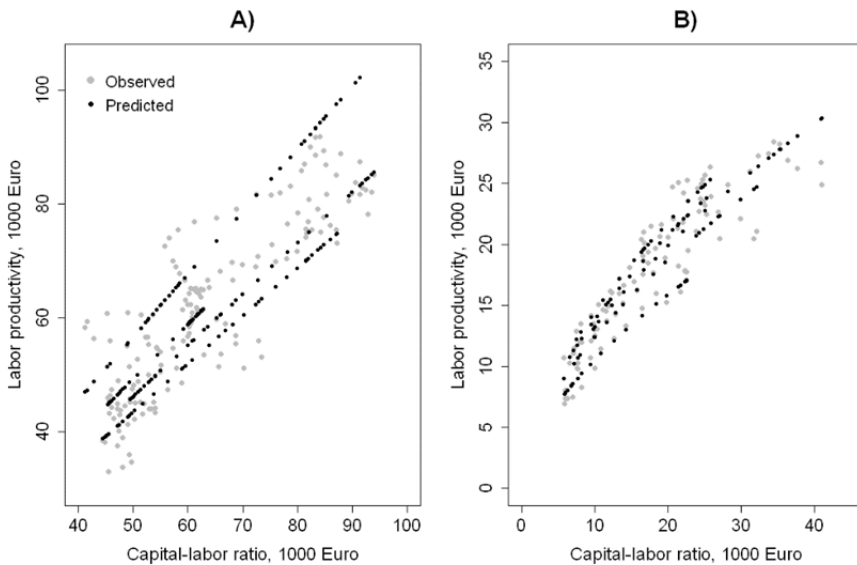 A)
Labor productivity, 1000 Euro
100
80
60
40
Observed
Predicted
40 50 60 70 80 90 100
Capital-labor ratio, 1000 Euro
B)
Labor productivity, 1000 Euro
35
30
25
20
15
10
5
0
0 10 20 30 40
Capital-labor ratio, 1000 Euro